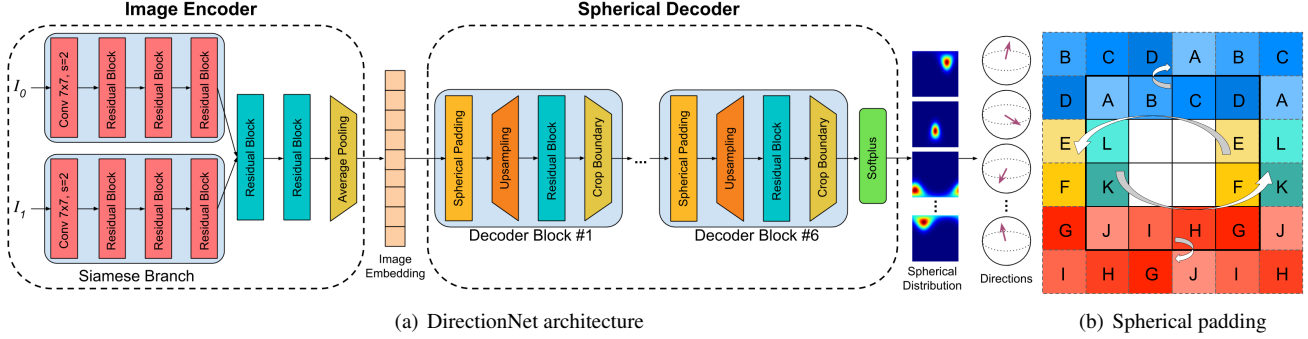 Image Encoder
Spherical Decoder
I0
Conv 7x7, s=2
Residual Block
Residual Block
Residual Block
I1
Conv 7x7, s=2
Residual Block
Residual Block
Residual Block
Siamese Branch
Residual Block
Residual Block
Average Pooling
Image
Embedding
Spherical Padding
Upsampling
Residual Block
Crop Boundary
Decoder Block #1
...
Spherical Padding
Upsampling
Residual Block
Crop Boundary
Decoder Block #6
Softplus
Spherical
Distribution
Directions
B C D A B C
D A B C D A
E L E L
F K F K
G J I H G J
I H G J I H
(a) DirectionNet architecture
(b) Spherical padding